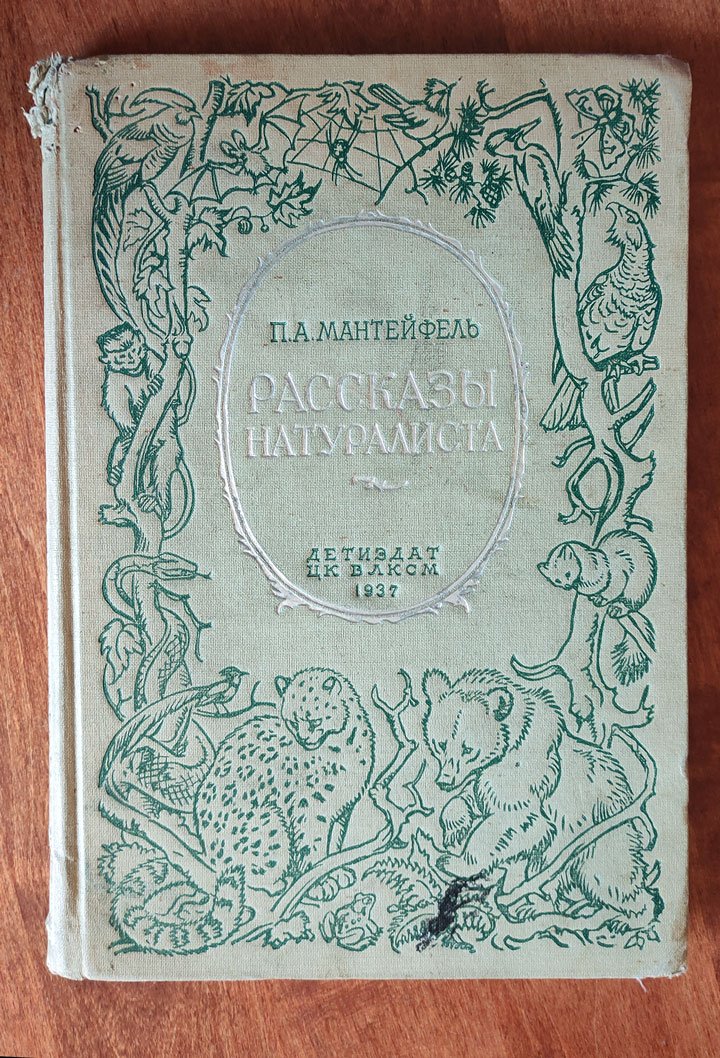 П. А. МАНТЕЙФЕЛЬ
РАССКАЗЫ
НАТУРАЛИСТА
ДЕТИЗДАТ
ЦК ВЛКСМ
1937